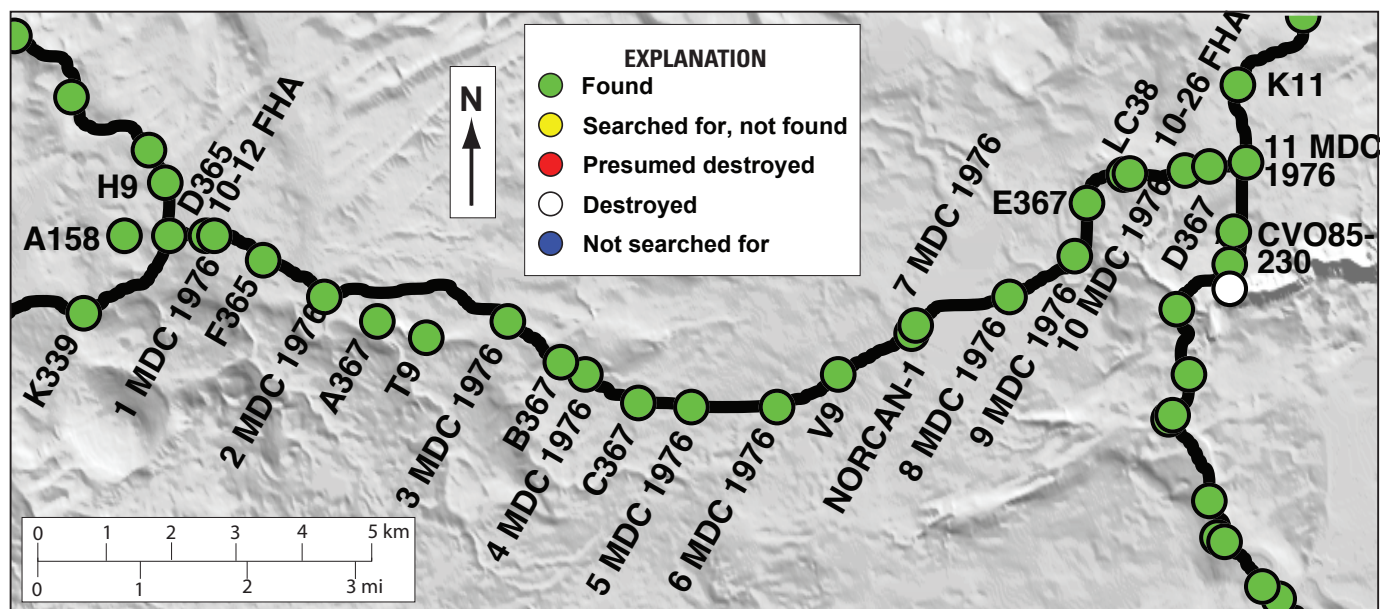 EXPLANATION
Found
Searched for, not found
Presumed destroyed
Destroyed
Not searched for
N
H9
A158
K339
D365
10-12 FHA
1 MDC 1976
F365
2 MDC 1976
A367
T9
3 MDC 1976
B367
4 MDC 1976
C367
5 MDC 1976
6 MDC 1976
V9
NORCAN-1
7 MDC 1976
8 MDC 1976
9 MDC 1976
E367
LC38
10 MDC 1976
10-26 FHA
D367
K11
11 MDC
1976
CVO85-
230
0 1 2 3 4 5 km
0 1 2 3 mi